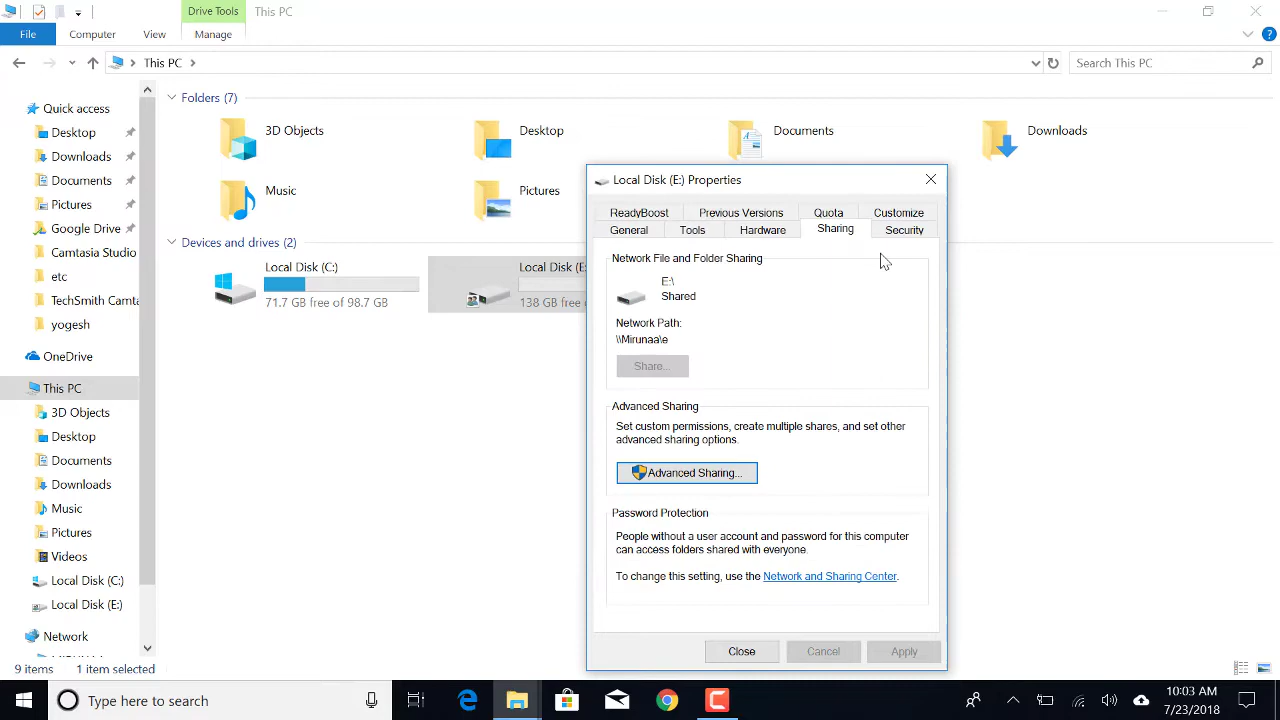 Drive Tools
This PC
File
Computer
View
Manage
This PC
Search This PC
Quick access
Desktop
Downloads
Documents
Pictures
Google Drive
Camtasia Studio
etc
TechSmith Camta
yogesh
OneDrive
This PC
3D Objects
Desktop
Documents
Downloads
Music
Pictures
Videos
Local Disk (C:)
Local Disk (E:)
Network
Folders (7)
3D Objects
Desktop
Documents
Downloads
Music
Pictures
Devices and drives (2)
Local Disk (C:)
71.7 GB free of 98.7 GB
Local Disk (E:
138 GB free o
Local Disk (E:) Properties
ReadyBoost
Previous Versions
Quota
Customize
General
Tools
Hardware
Sharing
Security
Network File and Folder Sharing
E:\
Shared
Network Path:
\\Mirunaa\e
Share...
Advanced Sharing
Set custom permissions, create multiple shares, and set other
advanced sharing options.
Advanced Sharing...
Password Protection
People without a user account and password for this computer
can access folders shared with everyone.
To change this setting, use the Network and Sharing Center.
Close
Cancel
Apply
9 items
1 item selected
Type here to search
10:03 AM
7/23/2018